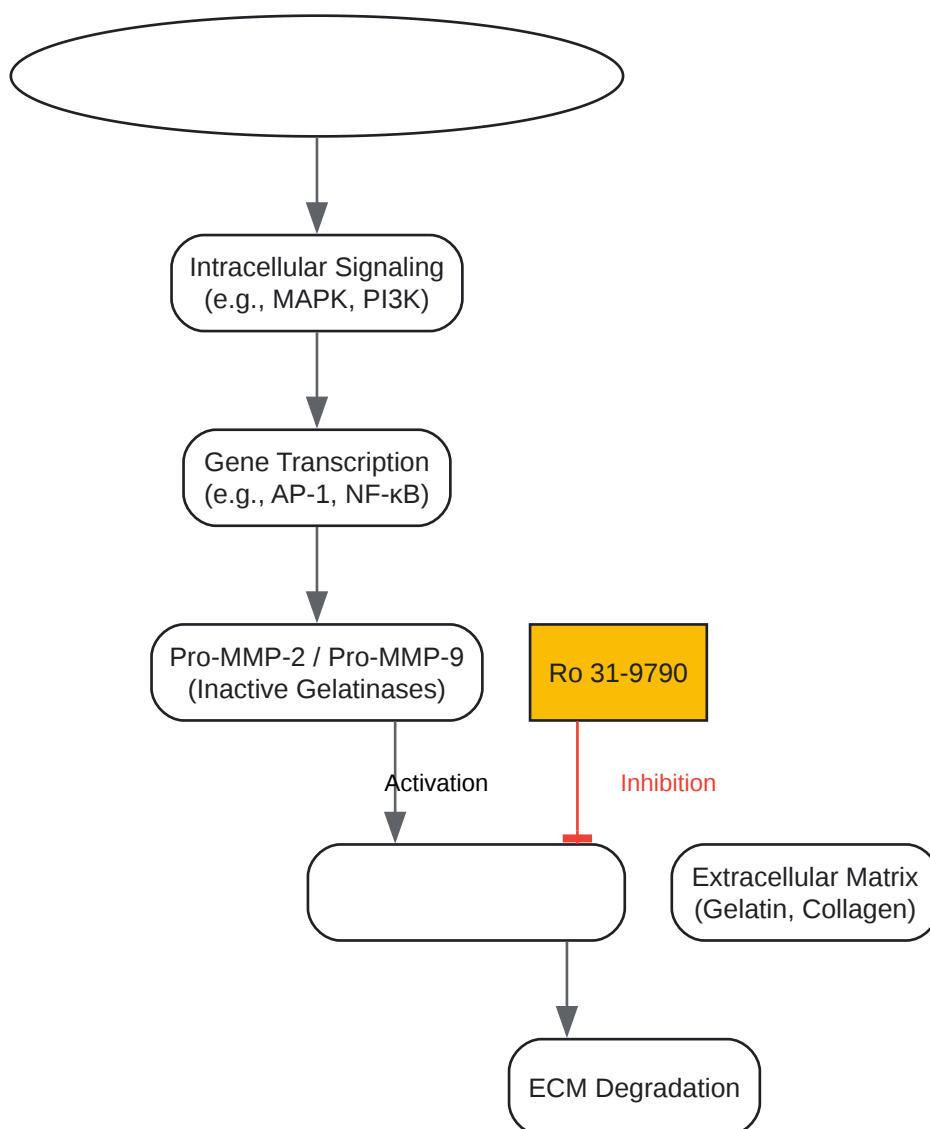 Intracellular Signaling
(e.g., MAPK, PI3K)
Gene Transcription
(e.g., AP-1, NF-κB)
Pro-MMP-2 / Pro-MMP-9
(Inactive Gelatinases)
Ro 31-9790
Activation
Inhibition
Extracellular Matrix
(Gelatin, Collagen)
ECM Degradation